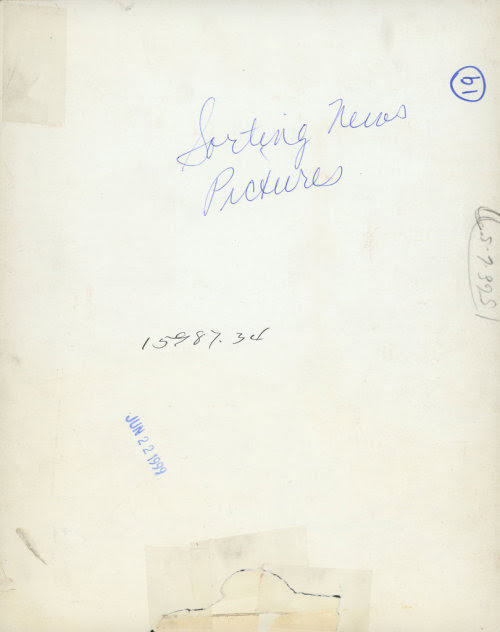 19
Sorting News
Pictures
15987.34
JUN 22 1999